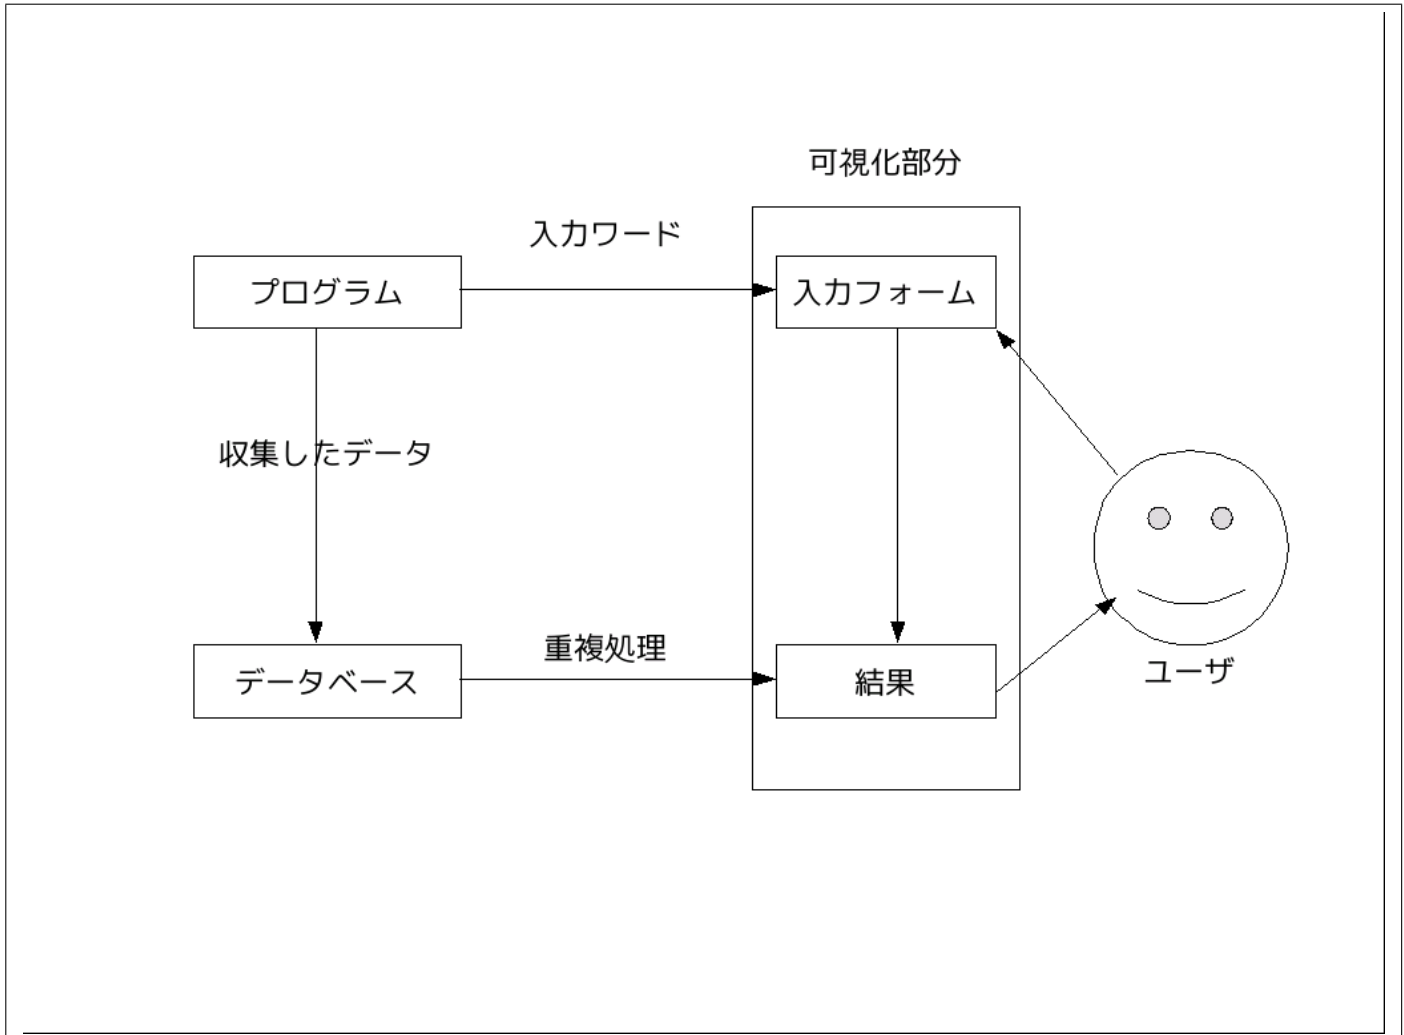 可視化部分
入力ワード
プログラム
入力フォーム
収集したデータ
重複処理
データベース
結果
ユーザ